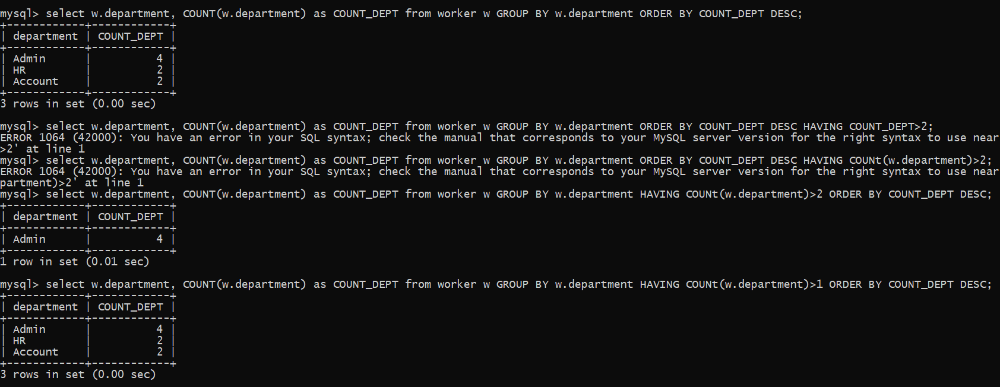 mysql> select w.department, COUNT(w.department) as COUNT_DEPT from worker w GROUP BY w.department ORDER BY COUNT_DEPT DESC;
+------------+------------+
| department | COUNT_DEPT |
+------------+------------+
| Admin      |          4 |
| HR         |          2 |
| Account    |          2 |
+------------+------------+
3 rows in set (0.00 sec)

mysql> select w.department, COUNT(w.department) as COUNT_DEPT from worker w GROUP BY w.department ORDER BY COUNT_DEPT DESC HAVING COUNT_DEPT>2;
ERROR 1064 (42000): You have an error in your SQL syntax; check the manual that corresponds to your MySQL server version for the right syntax to use near
>2' at line 1
mysql> select w.department, COUNT(w.department) as COUNT_DEPT from worker w GROUP BY w.department ORDER BY COUNT_DEPT DESC HAVING COUNt(w.department)>2;
ERROR 1064 (42000): You have an error in your SQL syntax; check the manual that corresponds to your MySQL server version for the right syntax to use near
partment)>2' at line 1
mysql> select w.department, COUNT(w.department) as COUNT_DEPT from worker w GROUP BY w.department HAVING COUNt(w.department)>2 ORDER BY COUNT_DEPT DESC;
+------------+------------+
| department | COUNT_DEPT |
+------------+------------+
| Admin      |          4 |
+------------+------------+
1 row in set (0.01 sec)

mysql> select w.department, COUNT(w.department) as COUNT_DEPT from worker w GROUP BY w.department HAVING COUNt(w.department)>1 ORDER BY COUNT_DEPT DESC;
+------------+------------+
| department | COUNT_DEPT |
+------------+------------+
| Admin      |          4 |
| HR         |          2 |
| Account    |          2 |
+------------+------------+
3 rows in set (0.00 sec)